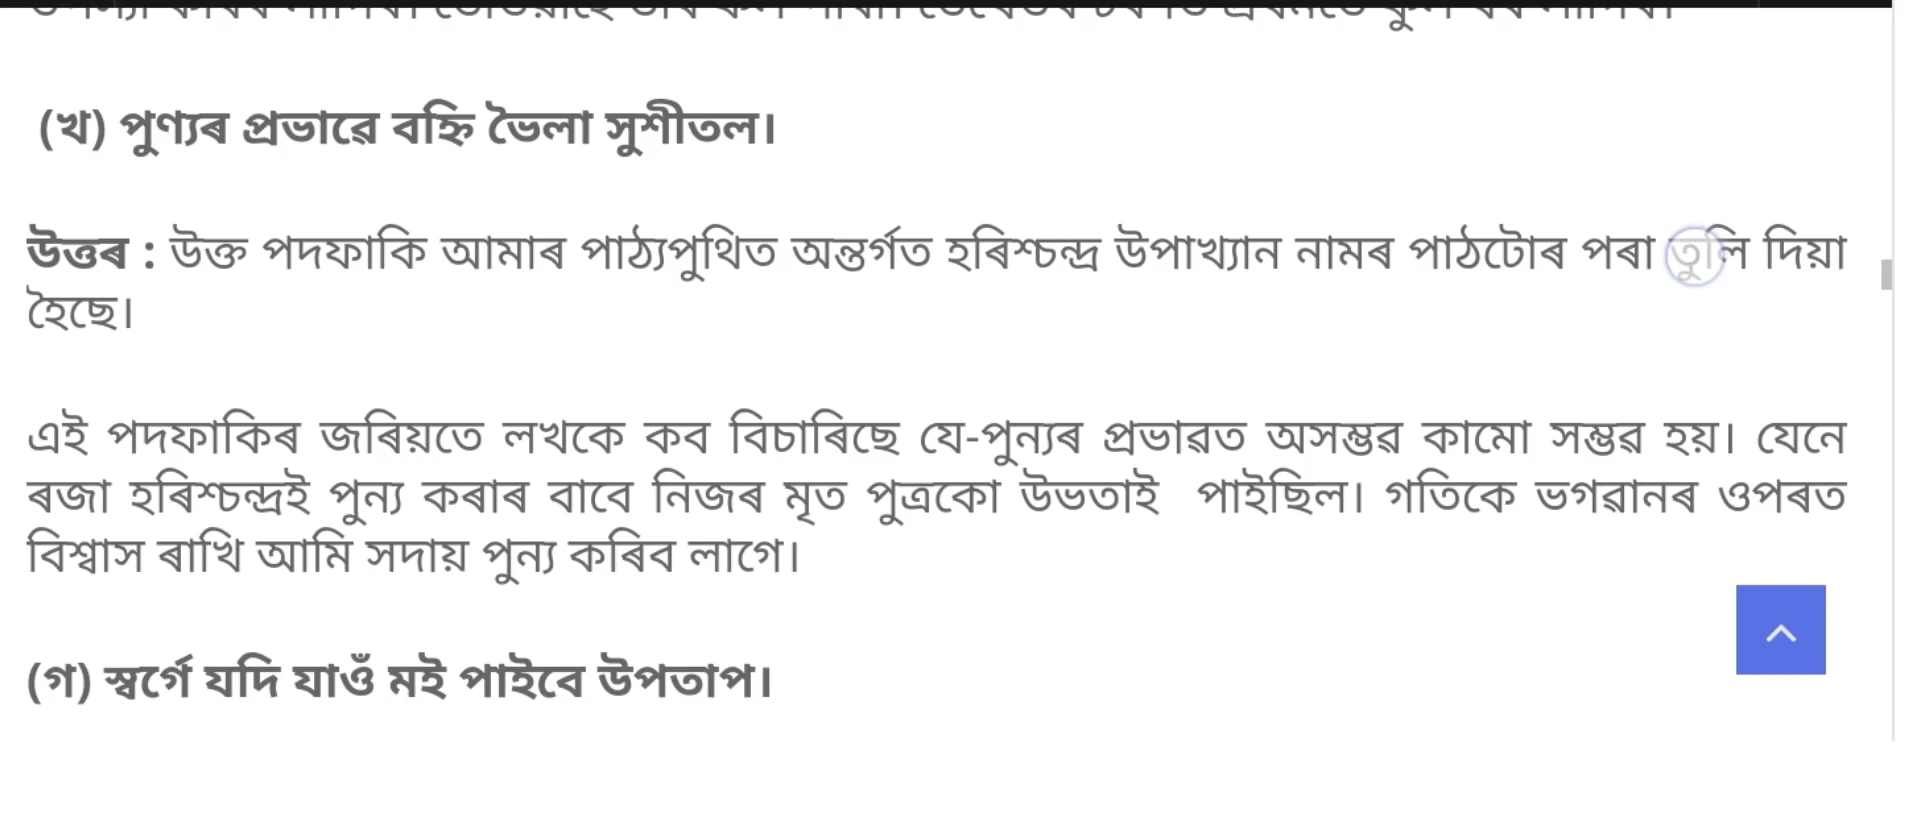 (খ) পুণ্যৰ প্ৰভাৱে বহ্নি ভৈলা সুশীতল।
উত্তৰ : উক্ত পদফাকি আমাৰ পাঠ্যপুথিত অন্তৰ্গত হৰিশ্চন্দ্ৰ উপাখ্যান নামৰ পাঠটোৰ পৰা তুলি দিয়া
হৈছে।
এই পদফাকিৰ জৰিয়তে লখকে কব বিচাৰিছে যে-পুন্যৰ প্ৰভাৱত অসম্ভৱ কামো সম্ভৱ হয়। যেনে
ৰজা হৰিশ্চন্দ্ৰই পুন্য কৰাৰ বাবে নিজৰ মৃত পুত্ৰকো উভতাই পাইছিল। গতিকে ভগৱানৰ ওপৰত
বিশ্বাস ৰাখি আমি সদায় পুন্য কৰিব লাগে।
(গ) স্বৰ্গে যদি যাওঁ মই পাইবে উপতাপ।